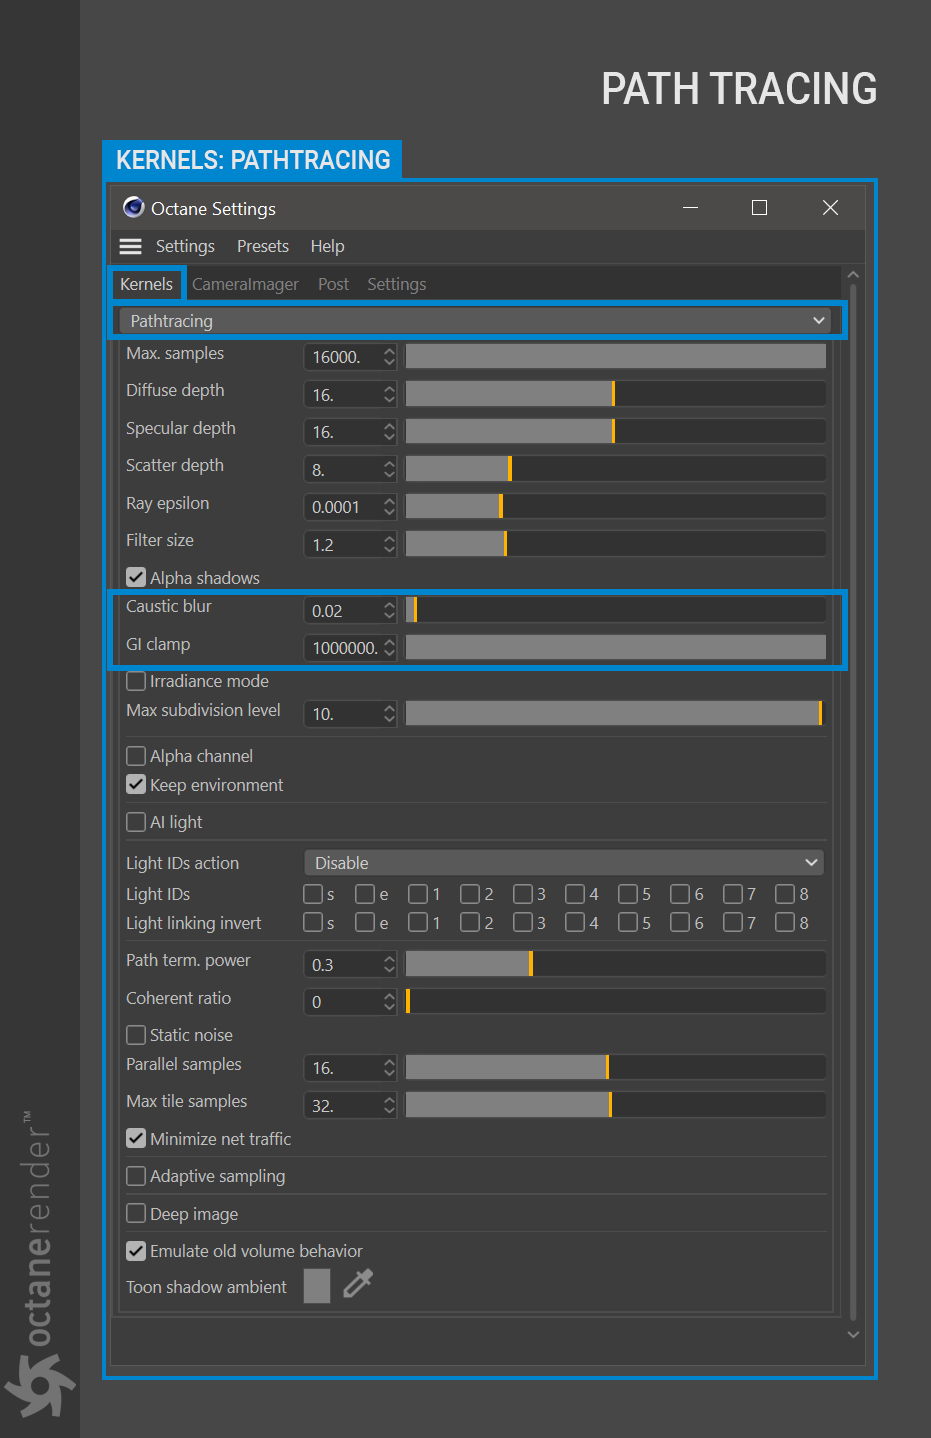 PATH TRACING
KERNELS: PATHTRACING
Octane Settings
Settings Presets Help
Kernels CameraImager Post Settings
Pathtracing
Max. samples 16000.
Diffuse depth 16.
Specular depth 16.
Scatter depth 8.
Ray epsilon 0.0001
Filter size 1.2
Alpha shadows
Caustic blur 0.02
GI clamp 1000000.
Irradiance mode
Max subdivision level 10.
Alpha channel
Keep environment
AI light
Light IDs action Disable
Light IDs s e 1 2 3 4 5 6 7 8
Light linking invert s e 1 2 3 4 5 6 7 8
Path term. power 0.3
Coherent ratio 0
Static noise
Parallel samples 16.
Max tile samples 32.
Minimize net traffic
Adaptive sampling
Deep image
Emulate old volume behavior
Toon shadow ambient
octanerender™